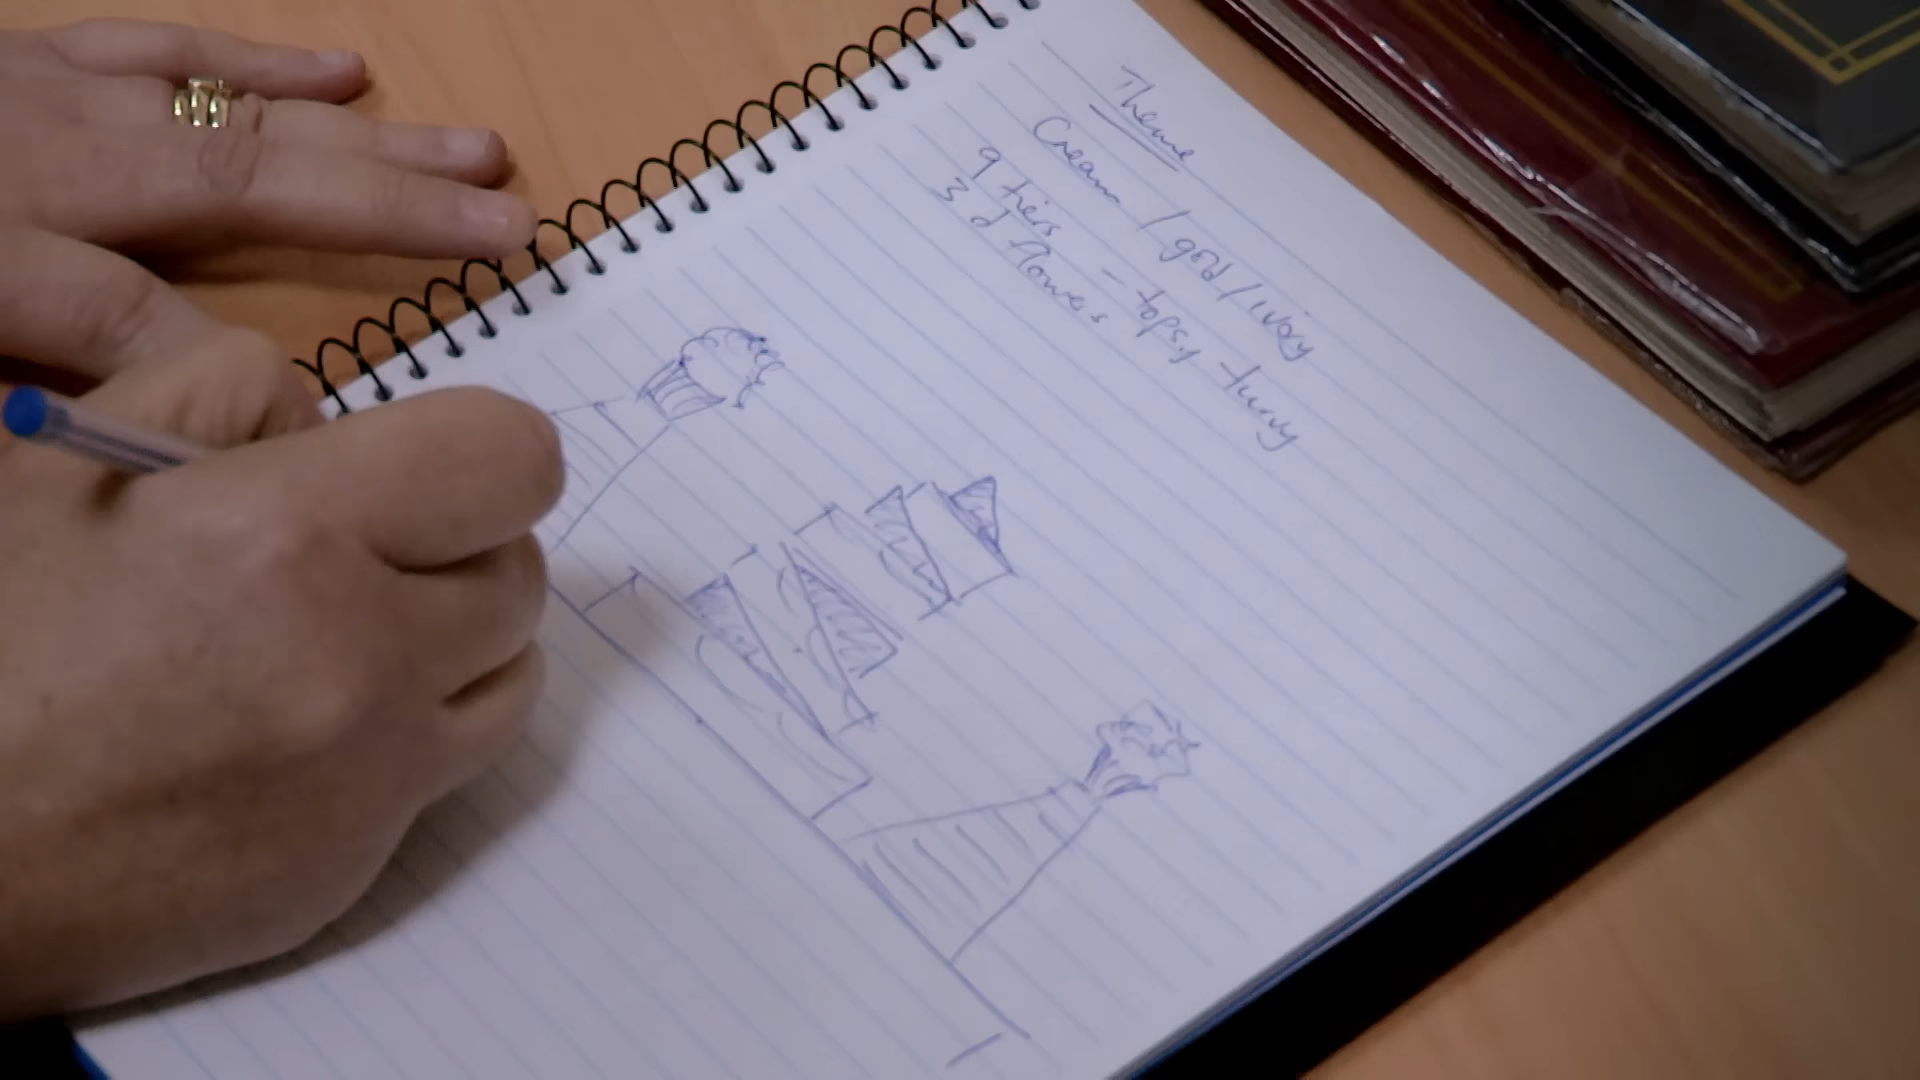 Theme
Cream / gold / ivory
9 tiers - topsy turvy
3 d flowers